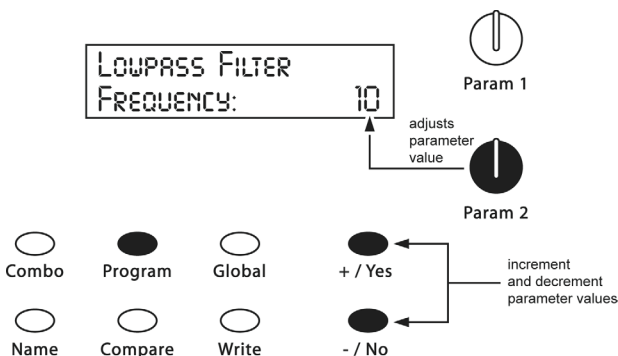 Lowpass Filter
Frequency: 10
Param 1
adjusts
parameter
value
Param 2
Combo Program Global + / Yes
increment
and decrement
parameter values
Name Compare Write - / No